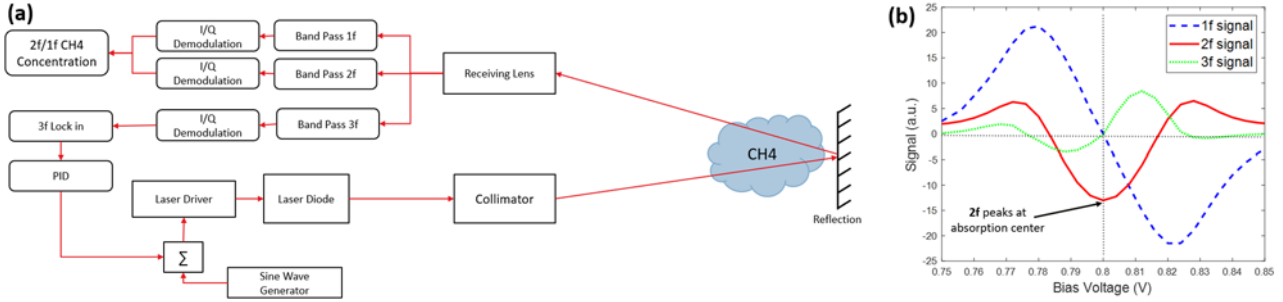 (a)
2f/1f CH4
Concentration
I/Q
Demodulation
Band Pass 1f
I/Q
Demodulation
Band Pass 2f
Receiving Lens
3f Lock in
I/Q
Demodulation
Band Pass 3f
PID
Laser Driver
Laser Diode
Collimator
CH4
Reflection
∑
Sine Wave
Generator
(b)
1f signal
2f signal
3f signal
Signal (a.u.)
25
20
15
10
5
0
-5
-10
-15
-20
-25
2f peaks at
absorption center
0.75 0.76 0.77 0.78 0.79 0.8 0.81 0.82 0.83 0.84 0.85
Bias Voltage (V)